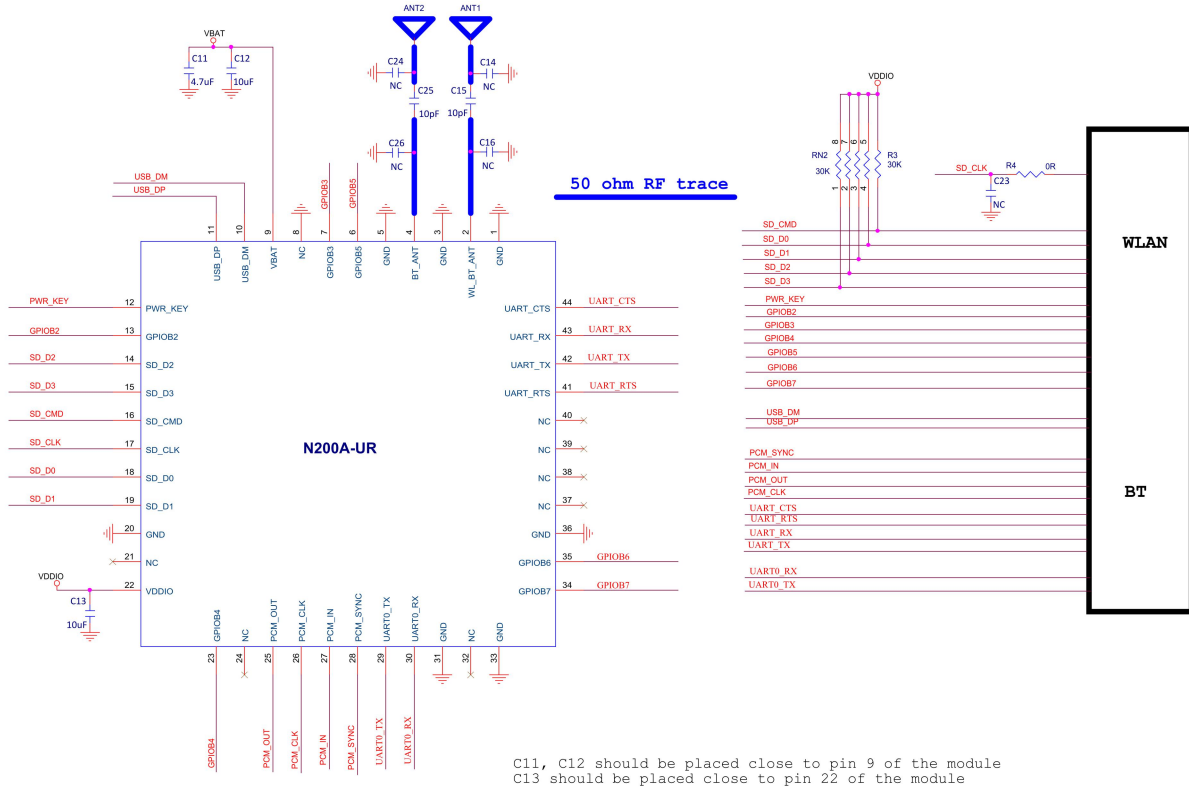 ANT2
ANT1
VBAT
C11
4.7uF
C12
10uF
C24
NC
C14
NC
C25
10pF
C15
10pF
C26
NC
C16
NC
50 ohm RF trace
USB_DM
USB_DP
GPIOB3
GPIOB5
11
10
9
8
7
6
5
4
3
2
1
USB_DP
USB_DM
VBAT
NC
GPIOB3
GPIOB5
GND
BT_ANT
GND
WL_BT_ANT
GND
PWR_KEY
12
PWR_KEY
GPIOB2
13
GPIOB2
SD_D2
14
SD_D2
SD_D3
15
SD_D3
SD_CMD
16
SD_CMD
SD_CLK
17
SD_CLK
SD_D0
18
SD_D0
SD_D1
19
SD_D1
20
GND
21
NC
VDDIO
22
VDDIO
C13
10uF
N200A-UR
UART_CTS
44
UART_CTS
UART_RX
43
UART_RX
UART_TX
42
UART_TX
UART_RTS
41
UART_RTS
NC
40
NC
39
NC
38
NC
37
GND
36
GPIOB6
35
GPIOB6
GPIOB7
34
GPIOB7
GPIOB4
NC
PCM_OUT
PCM_CLK
PCM_IN
PCM_SYNC
UART0_TX
UART0_RX
GND
NC
GND
23
24
25
26
27
28
29
30
31
32
33
GPIOB4
PCM_OUT
PCM_CLK
PCM_IN
PCM_SYNC
UART0_TX
UART0_RX
VDDIO
8
7
6
5
RN2
30K
R3
30K
1
2
3
4
SD_CLK
R4
0R
C23
NC
SD_CMD
SD_D0
SD_D1
SD_D2
SD_D3
PWR_KEY
GPIOB2
GPIOB3
GPIOB4
GPIOB5
GPIOB6
GPIOB7
USB_DM
USB_DP
PCM_SYNC
PCM_IN
PCM_OUT
PCM_CLK
UART_CTS
UART_RTS
UART_RX
UART_TX
UART0_RX
UART0_TX
WLAN
BT
C11, C12 should be placed close to pin 9 of the module
C13 should be placed close to pin 22 of the module